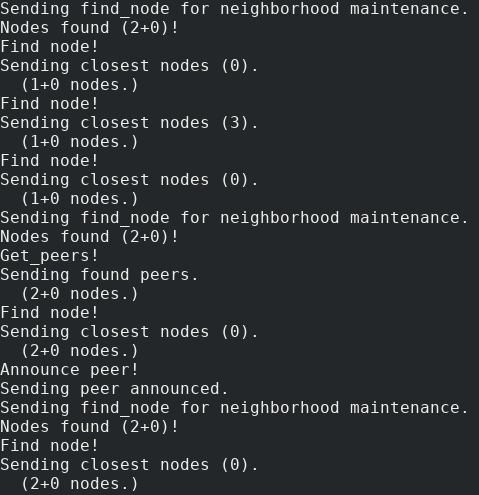 Sending find_node for neighborhood maintenance.
Nodes found (2+0)!
Find node!
Sending closest nodes (0).
  (1+0 nodes.)
Find node!
Sending closest nodes (3).
  (1+0 nodes.)
Find node!
Sending closest nodes (0).
  (1+0 nodes.)
Sending find_node for neighborhood maintenance.
Nodes found (2+0)!
Get_peers!
Sending found peers.
  (2+0 nodes.)
Find node!
Sending closest nodes (0).
  (2+0 nodes.)
Announce peer!
Sending peer announced.
Sending find_node for neighborhood maintenance.
Nodes found (2+0)!
Find node!
Sending closest nodes (0).
  (2+0 nodes.)